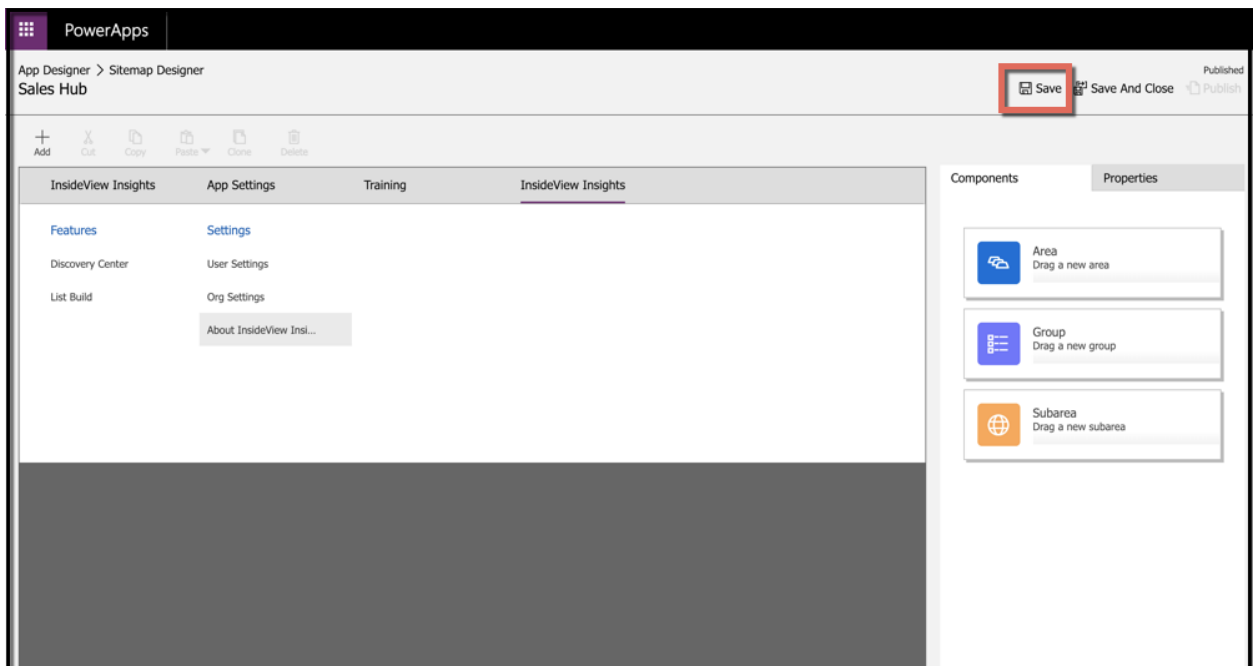 PowerApps
App Designer > Sitemap Designer
Sales Hub
Published
Save Save And Close Publish
Add Cut Copy Paste Clone Delete
InsideView Insights App Settings Training InsideView Insights
Components Properties
Features Settings
Discovery Center User Settings
List Build Org Settings
About InsideView Insi...
Area
Drag a new area
Group
Drag a new group
Subarea
Drag a new subarea